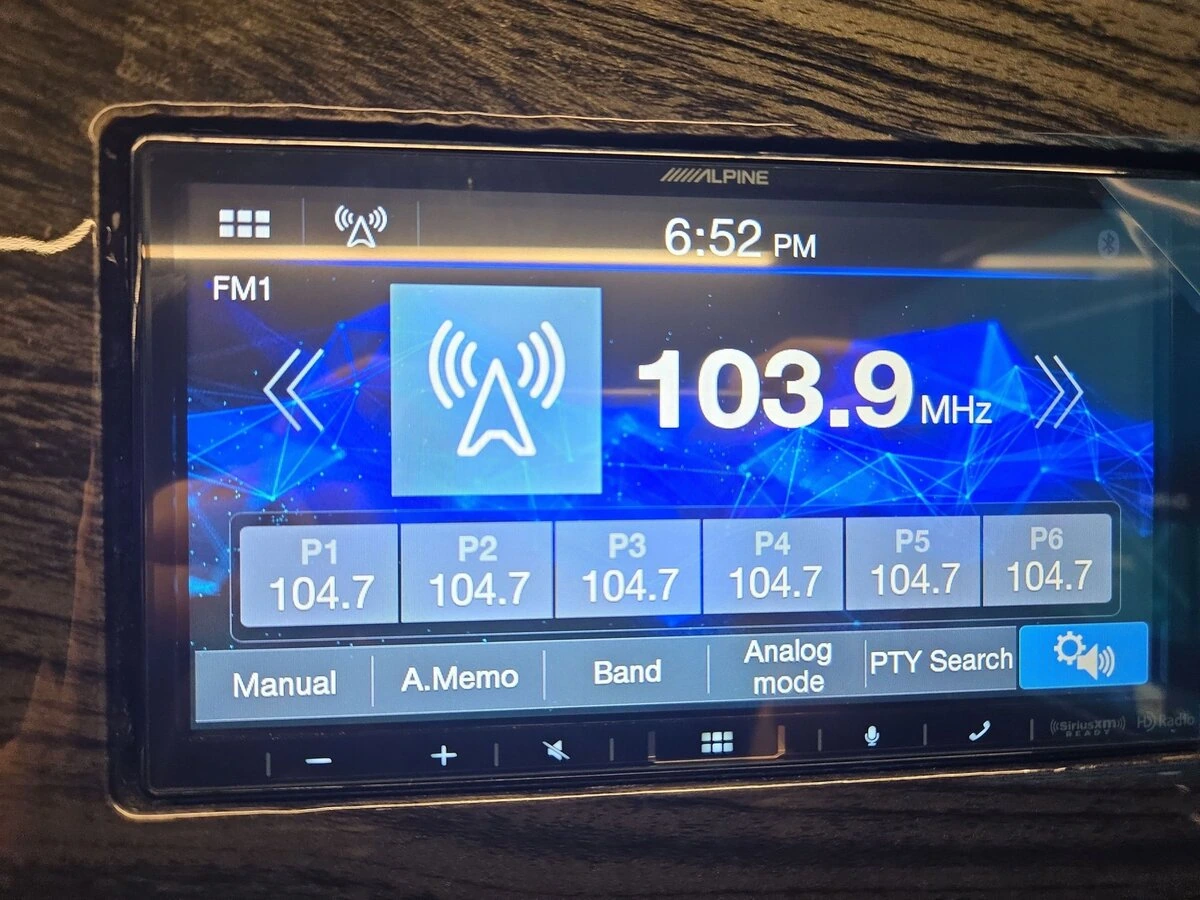 ALPINE
6:52 PM
FM1
103.9 MHz
P1 P2 P3 P4 P5 P6
104.7 104.7 104.7 104.7 104.7 104.7
Manual A.Memo Band Analog mode PTY Search
SiriusXM HD Radio
READY